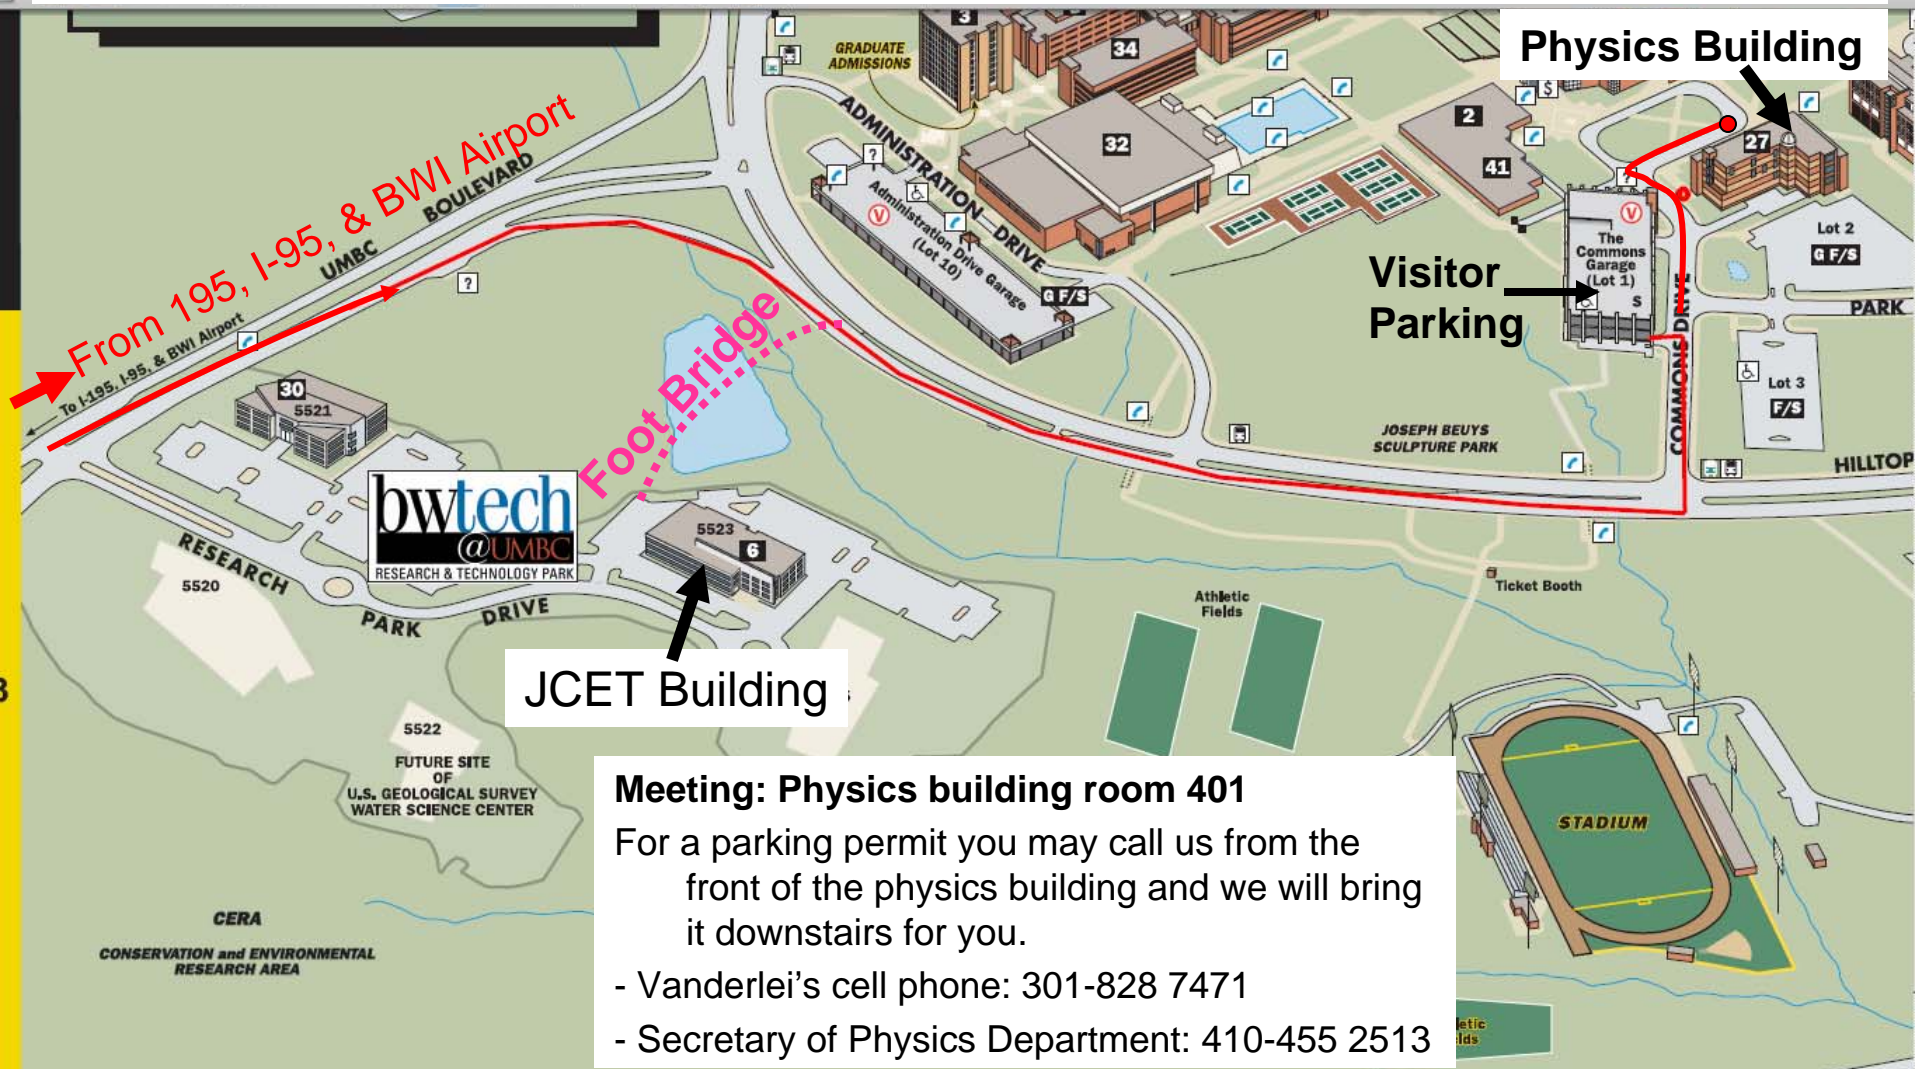 Physics Building
3
34
GRADUATE
ADMISSIONS
$
ADMINISTRATION DRIVE
2
32
27
41
?
?
From 195, I-95, & BWI Airport
UMBC BOULEVARD
V
Administration Drive Garage
(Lot 10)
V
The
Commons
Garage
(Lot 1)
S
Lot 2
G F/S
Visitor
Parking
?
G F/S
PARK
COMMONS DRIVE
To I-195, I-95, & BWI Airport
Foot Bridge
30
5521
Lot 3
F/S
JOSEPH BEUYS
SCULPTURE PARK
HILLTOP
bwtech
@UMBC
RESEARCH & TECHNOLOGY PARK
5523
6
RESEARCH PARK DRIVE
5520
Ticket Booth
Athletic
Fields
JCET Building
5522
FUTURE SITE
OF
U.S. GEOLOGICAL SURVEY
WATER SCIENCE CENTER
Meeting: Physics building room 401
For a parking permit you may call us from the
front of the physics building and we will bring
it downstairs for you.
- Vanderlei's cell phone: 301-828 7471
- Secretary of Physics Department: 410-455 2513
STADIUM
CERA
CONSERVATION and ENVIRONMENTAL
RESEARCH AREA